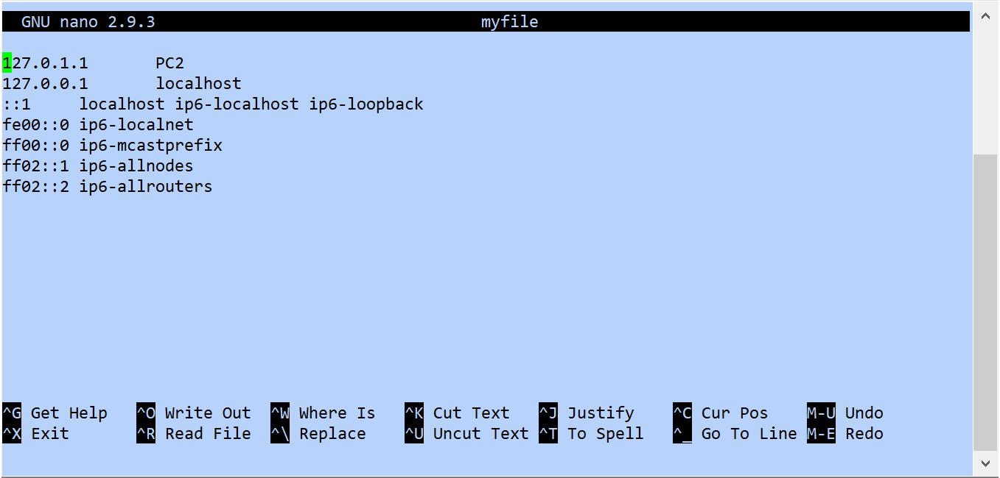 GNU nano 2.9.3 myfile
127.0.1.1 PC2
127.0.0.1 localhost
::1 localhost ip6-localhost ip6-loopback
fe00::0 ip6-localnet
ff00::0 ip6-mcastprefix
ff02::1 ip6-allnodes
ff02::2 ip6-allrouters
^G Get Help ^O Write Out ^W Where Is ^K Cut Text ^J Justify ^C Cur Pos M-U Undo
^X Exit ^R Read File ^\ Replace ^U Uncut Text ^T To Spell ^_ Go To Line M-E Redo